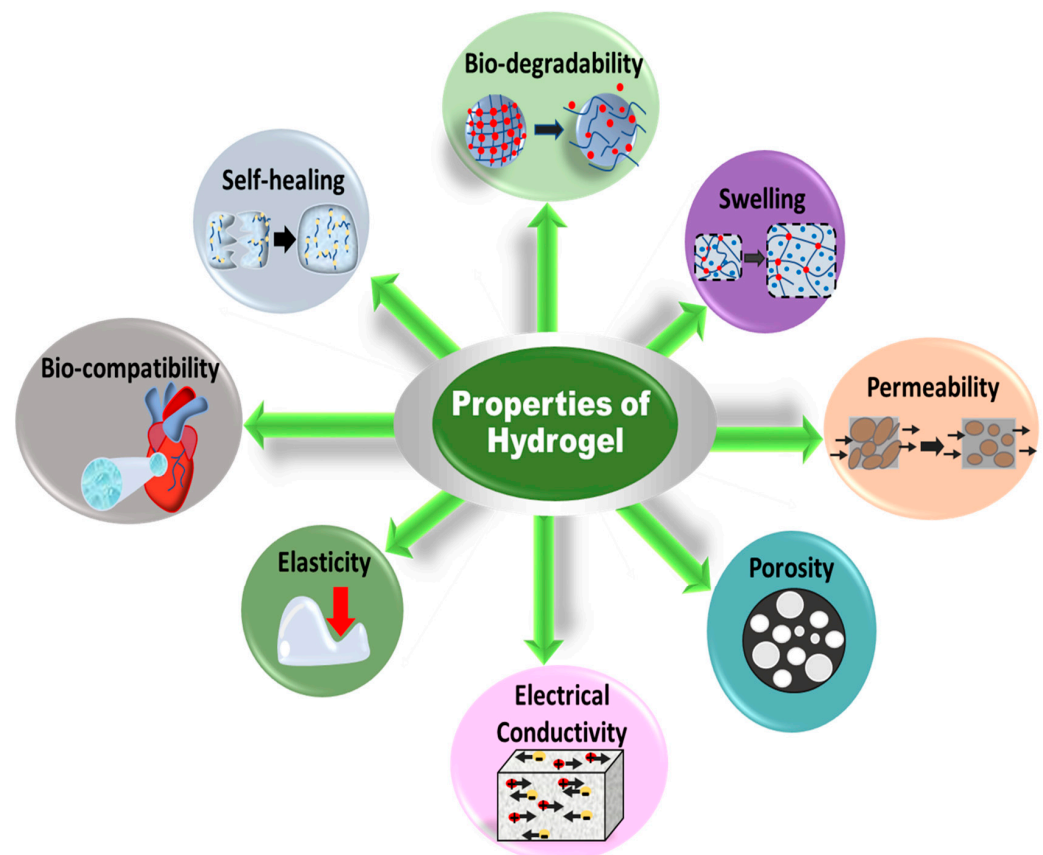 Bio-degradability
Self-healing
Swelling
Bio-compatibility
Properties of
Hydrogel
Permeability
Elasticity
Porosity
Electrical
Conductivity